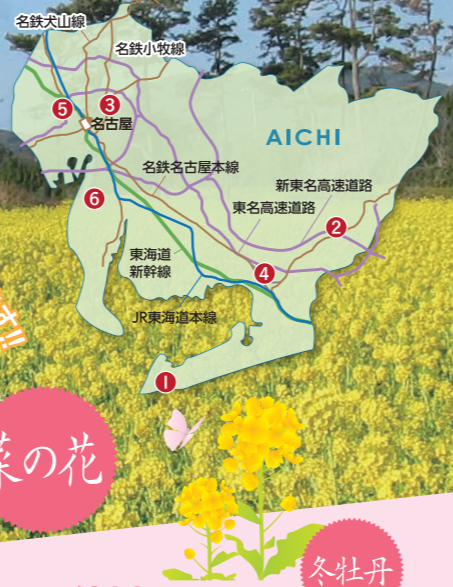 名鉄犬山線
名鉄小牧線
5
3
名古屋
AICHI
名鉄名古屋本線
新東名高速道路
6
東名高速道路
2
東海道
新幹線
4
JR東海道本線
1
す!!
菜の花
冬牡丹